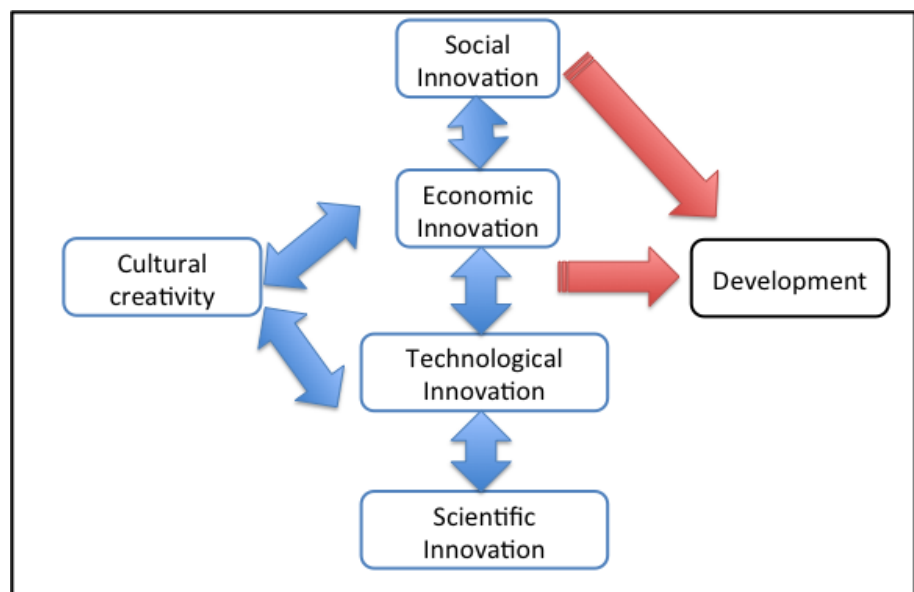 Social
Innovation
Economic
Innovation
Cultural
creativity
Development
Technological
Innovation
Scientific
Innovation